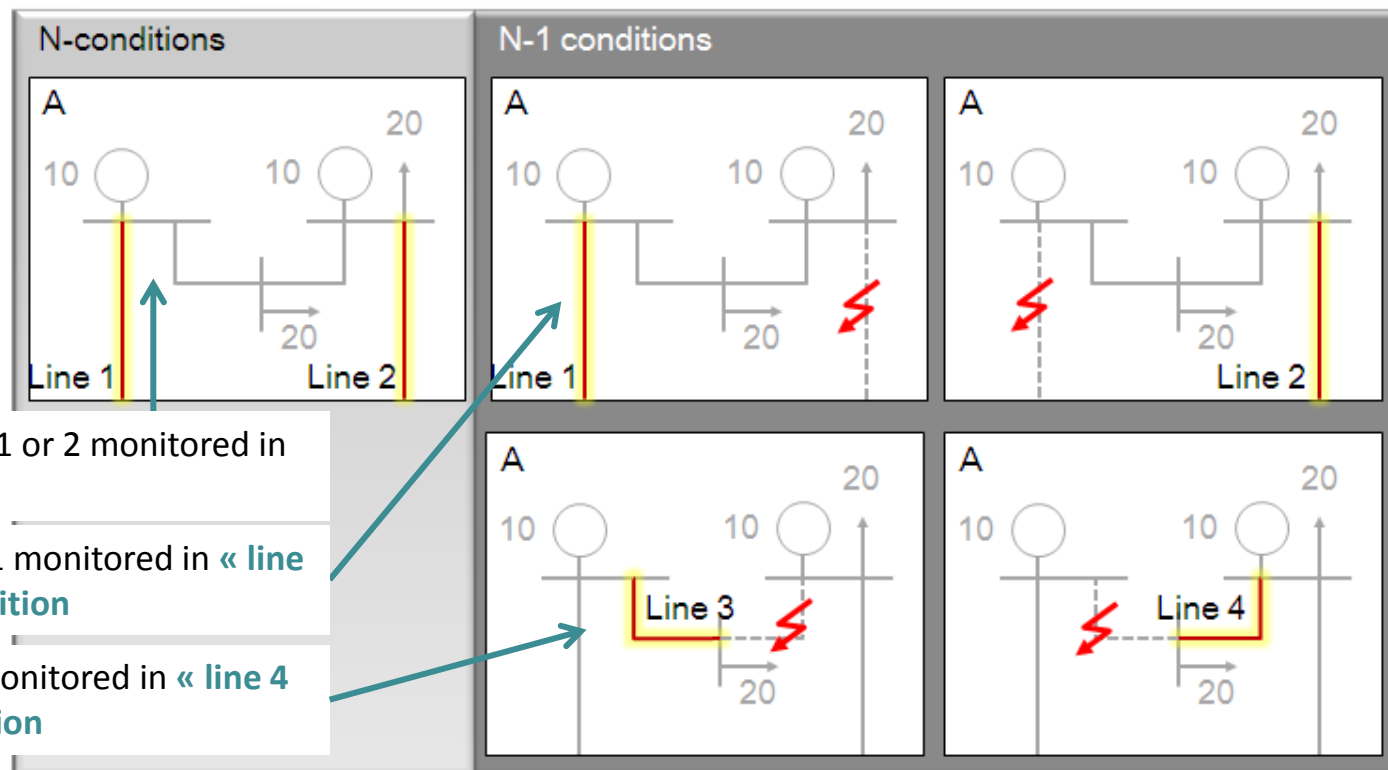 N-conditions
N-1 conditions
A
20
10
10
20
Line 1
Line 2
A
20
10
10
20
Line 1
A
20
10
10
20
Line 2
1 or 2 monitored in
monitored in « line
ition
onitored in « line 4
ion
A
20
10
10
Line 3
20
A
20
10
10
Line 4
20